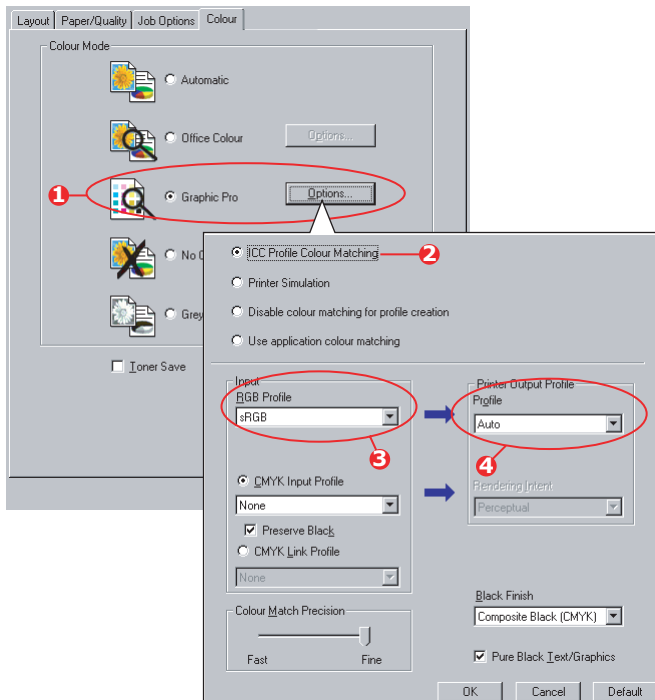 Layout Paper/Quality Job Options Colour
Colour Mode
Automatic
Office Colour Options...
1 Graphic Pro Options...
No C
Grey
Toner Save
ICC Profile Colour Matching 2
Printer Simulation
Disable colour matching for profile creation
Use application colour matching
Input
RGB Profile
sRGB
3
Printer Output Profile
Profile
Auto
4
CMYK Input Profile
None
Preserve Black
CMYK Link Profile
None
Rendering Intent
Perceptual
Colour Match Precision
Fast Fine
Black Finish
Composite Black (CMYK)
Pure Black Text/Graphics
OK Cancel Default